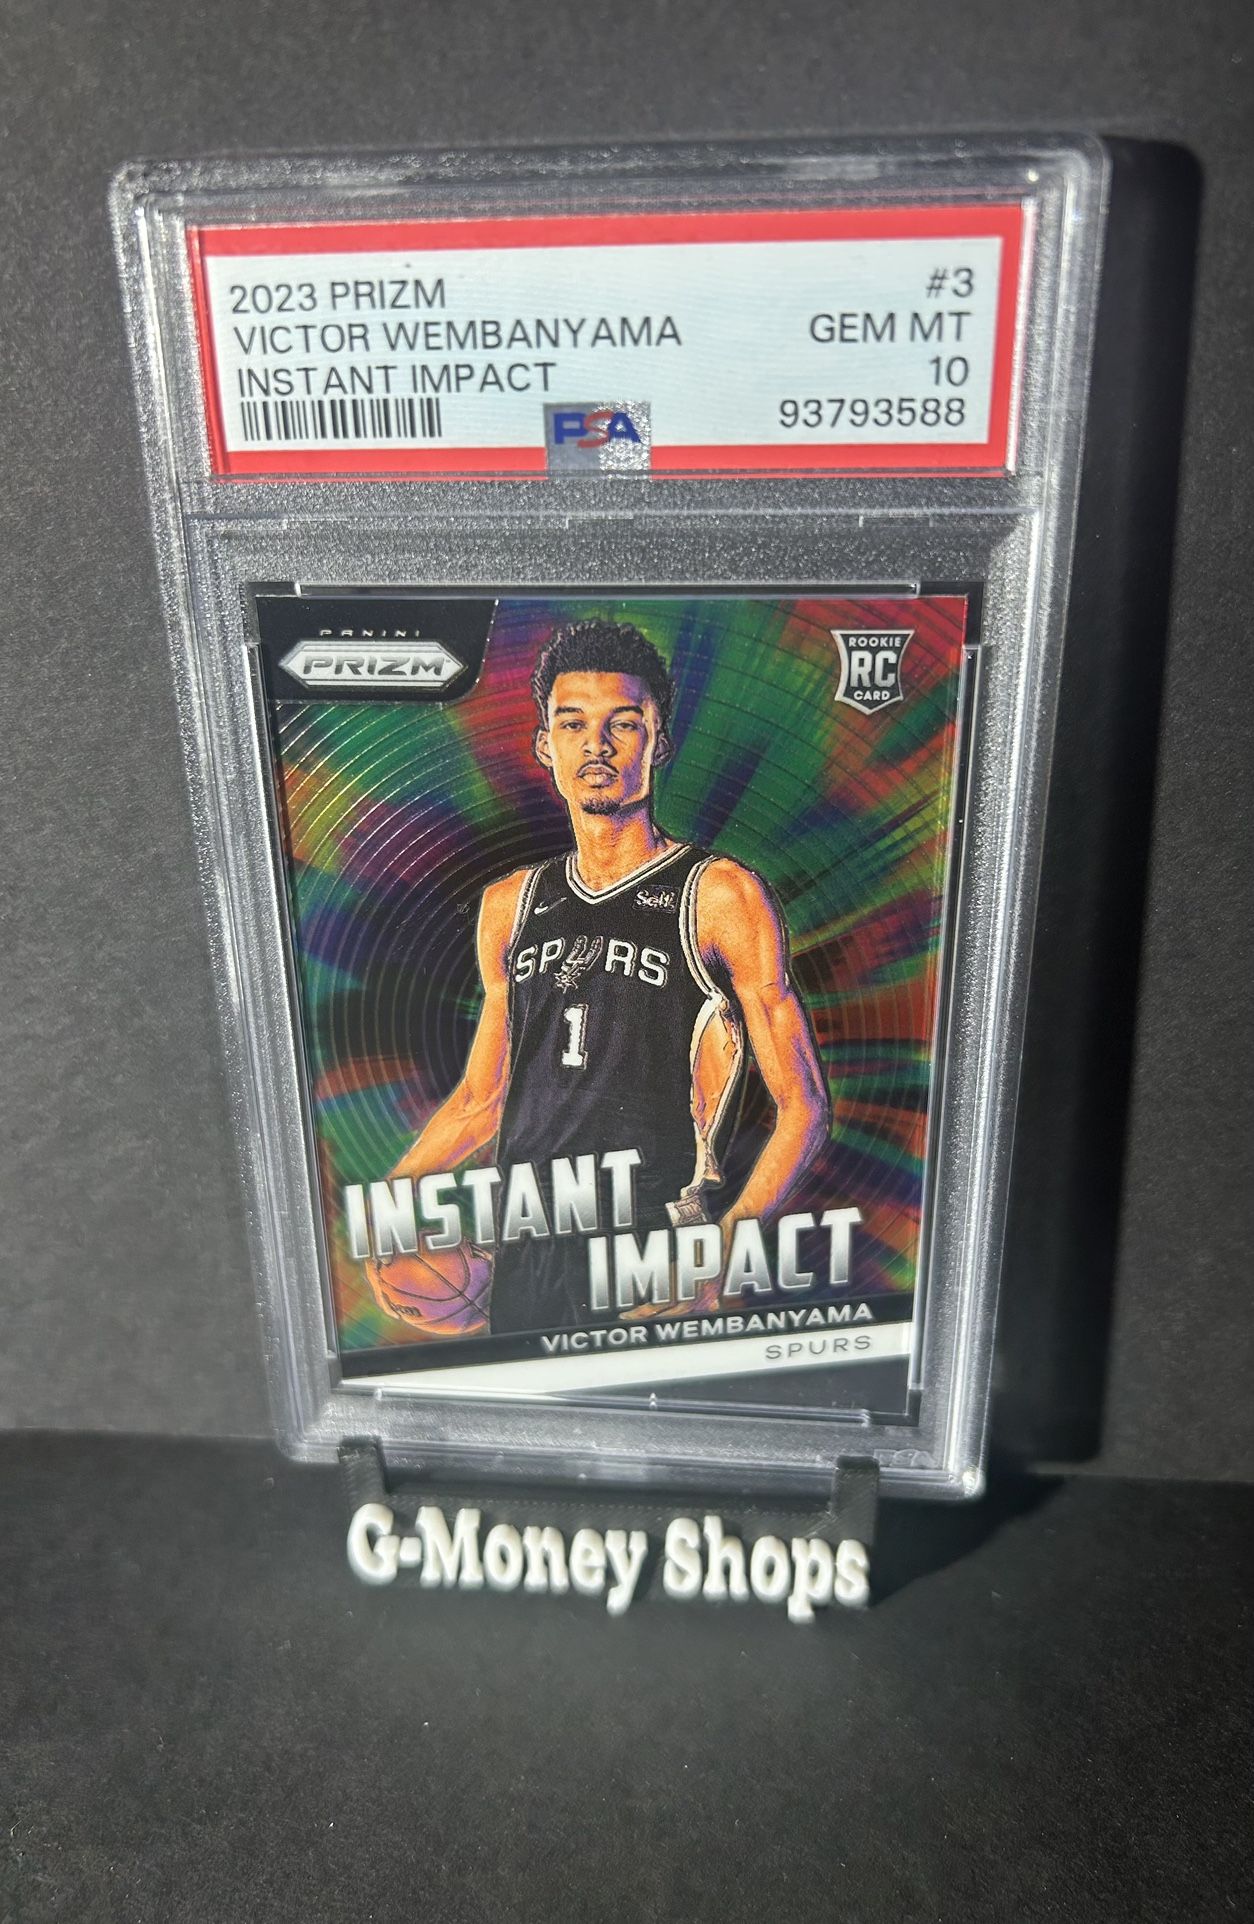 2023 PRIZM #3
VICTOR WEMBANYAMA GEM MT
INSTANT IMPACT 10
PSA 93793588
PANINI
PRIZM
ROOKIE
RC
CARD
Self
SPURS
1
INSTANT
IMPACT
VICTOR WEMBANYAMA
SPURS
G-Money Shops